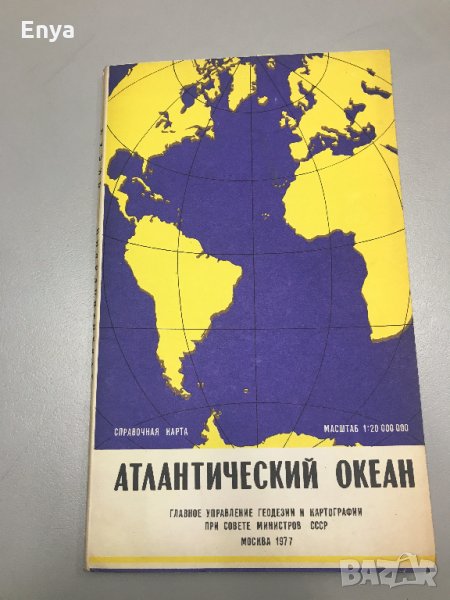 Enya
СПРАВОЧНАЯ КАРТА
МАСШТАБ 1:20 000 000
АТЛАНТИЧЕСКИЙ ОКЕАН
ГЛАВНОЕ УПРАВЛЕНИЕ ГЕОДЕЗИИ И КАРТОГРАФИИ
ПРИ СОВЕТЕ МИНИСТРОВ СССР
МОСКВА 1977
BAZAR